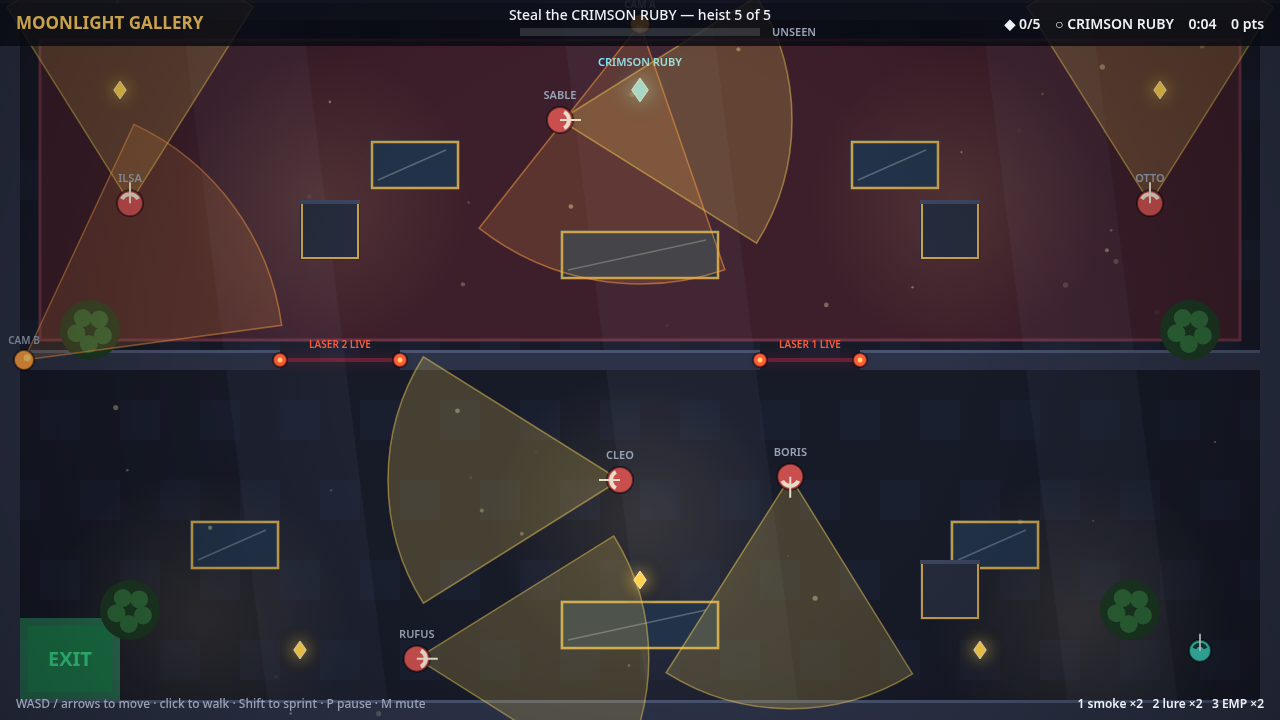 MOONLIGHT GALLERY
Steal the CRIMSON RUBY — heist 5 of 5
◆ 0/5 ○ CRIMSON RUBY 0:04 0 pts
UNSEEN
CAM A
CRIMSON RUBY
SABLE
ILSA
OTTO
CAM B
LASER 2 LIVE
LASER 1 LIVE
CLEO
BORIS
RUFUS
EXIT
WASD / arrows to move · click to walk · Shift to sprint · P pause · M mute
1 smoke ×2 2 lure ×2 3 EMP ×2